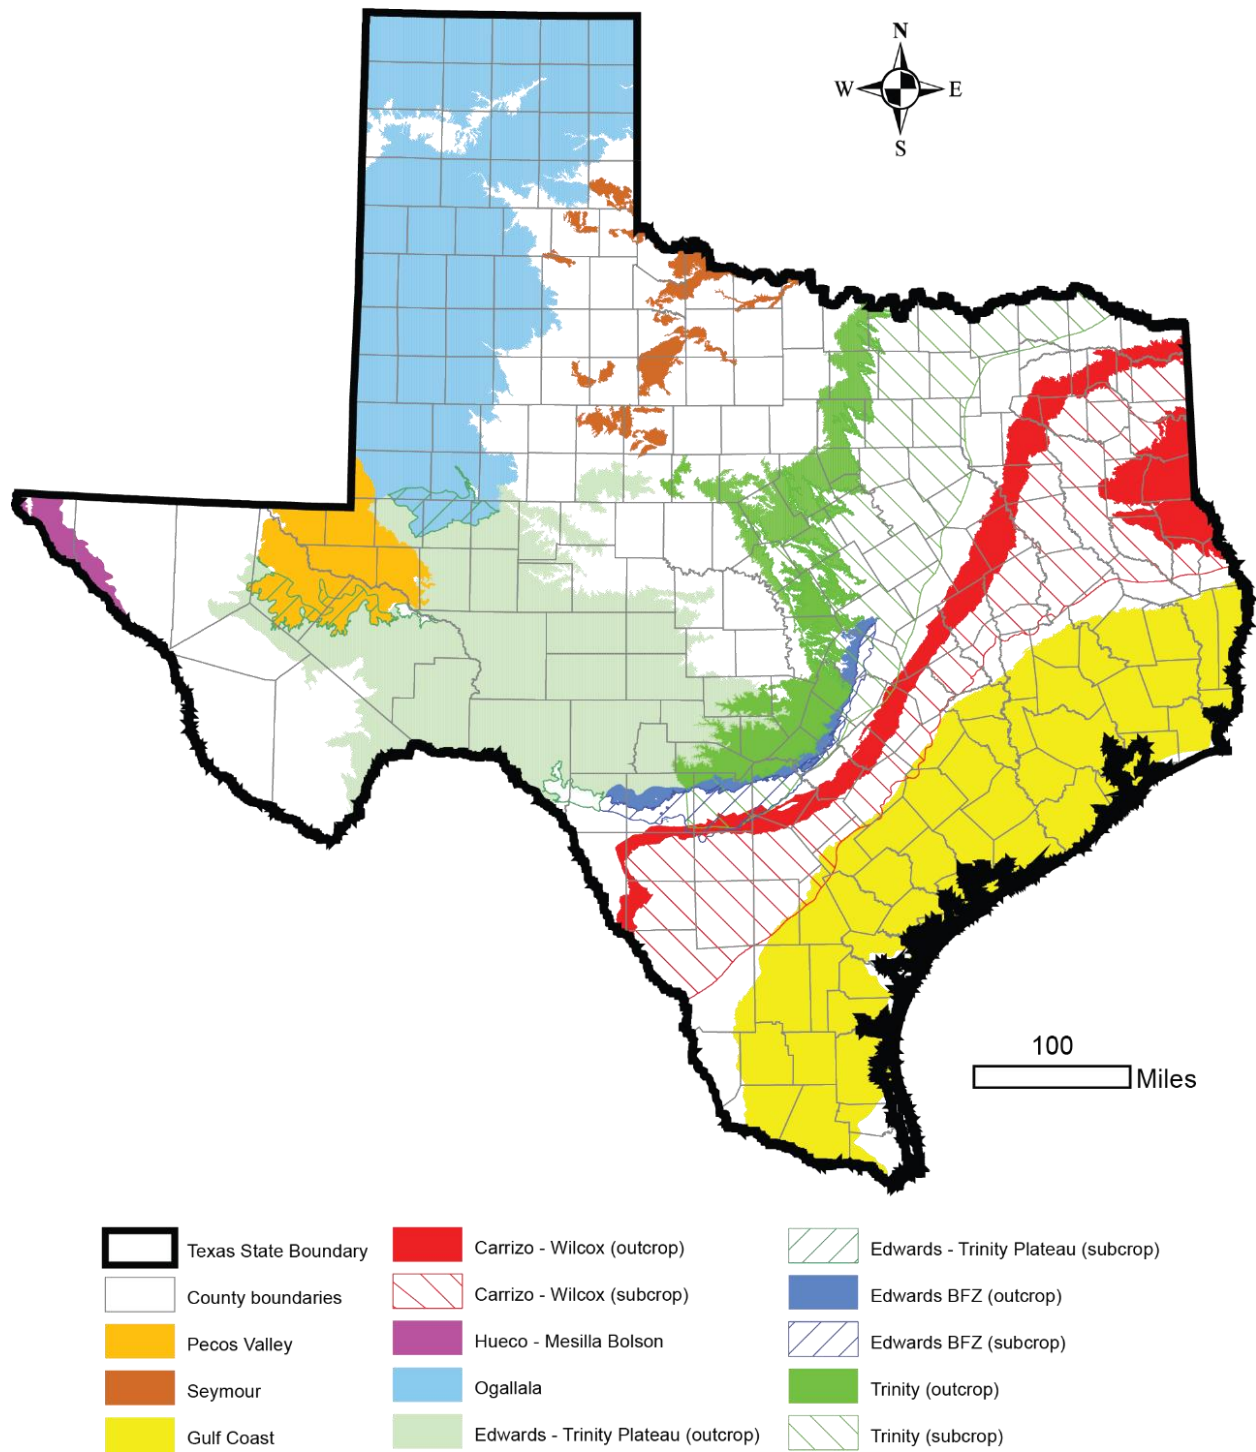 N
W E
S
100
Miles
Texas State Boundary
County boundaries
Pecos Valley
Seymour
Gulf Coast
Carrizo - Wilcox (outcrop)
Carrizo - Wilcox (subcrop)
Hueco - Mesilla Bolson
Ogallala
Edwards - Trinity Plateau (outcrop)
Edwards - Trinity Plateau (subcrop)
Edwards BFZ (outcrop)
Edwards BFZ (subcrop)
Trinity (outcrop)
Trinity (subcrop)